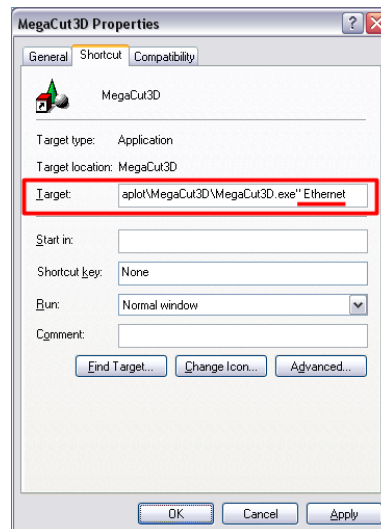 MegaCut3D Properties
General Shortcut Compatibility
MegaCut3D
Target type: Application
Target location: MegaCut3D
Target: aplot\MegaCut3D\MegaCut3D.exe" Ethernet
Start in:
Shortcut key: None
Run: Normal window
Comment:
Find Target... Change Icon... Advanced...
OK Cancel Apply